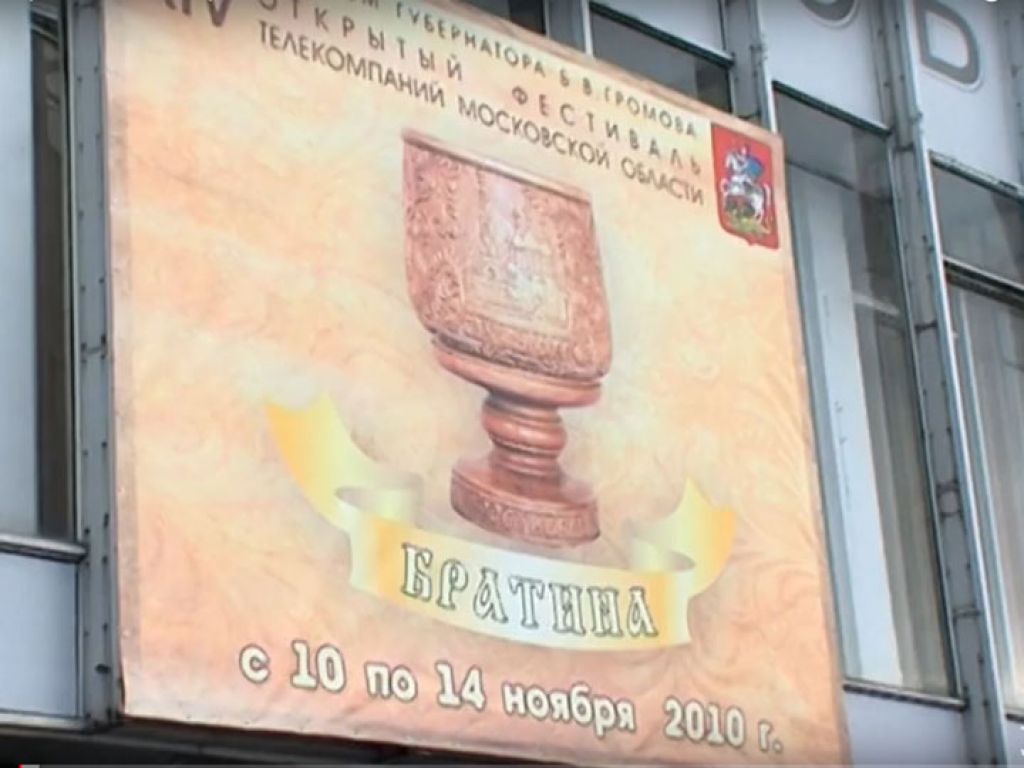 ГУБЕРНАТОРА Б.В.ГРОМОВА
ОТКРЫТЫЙ ФЕСТИВАЛЬ
ТЕЛЕКОМПАНИЙ МОСКОВСКОЙ ОБЛАСТИ
БРАТИНА
с 10 по 14 ноября 2010 г.